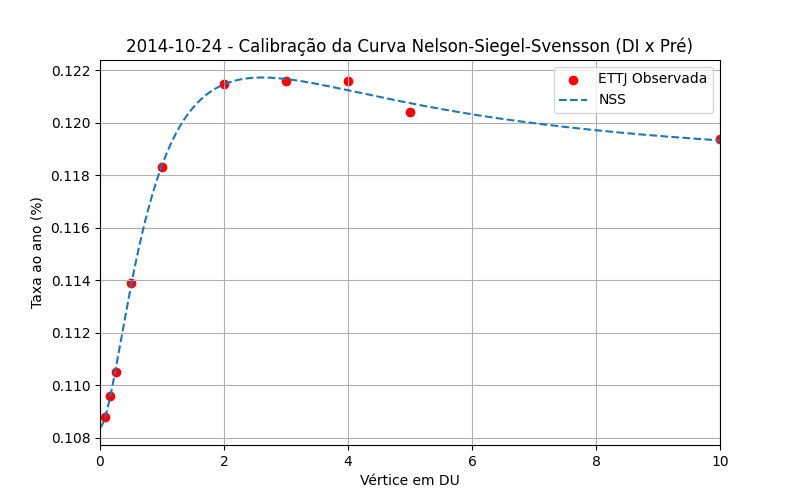 2014-10-24 - Calibração da Curva Nelson-Siegel-Svensson (DI x Pré)
ETTJ Observada
NSS
Taxa ao ano (%)
0.122
0.120
0.118
0.116
0.114
0.112
0.110
0.108
0 2 4 6 8 10
Vértice em DU